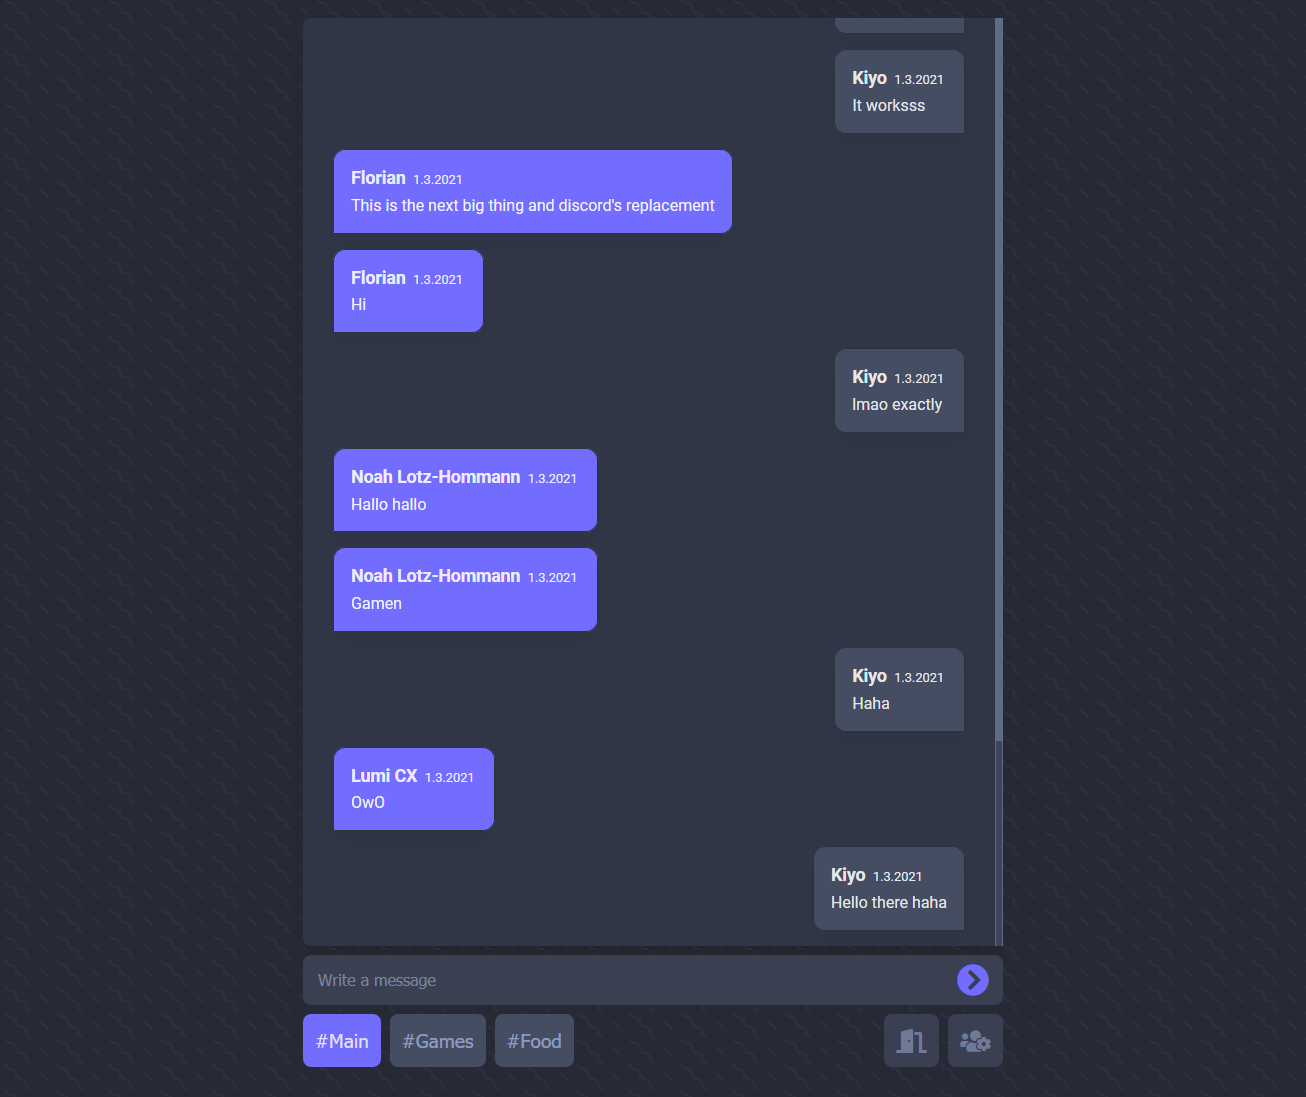 Kiyo 1.3.2021
It worksss
Florian 1.3.2021
This is the next big thing and discord's replacement
Florian 1.3.2021
Hi
Kiyo 1.3.2021
lmao exactly
Noah Lotz-Hommann 1.3.2021
Hallo hallo
Noah Lotz-Hommann 1.3.2021
Gamen
Kiyo 1.3.2021
Haha
Lumi CX 1.3.2021
OwO
Kiyo 1.3.2021
Hello there haha
Write a message
#Main #Games #Food